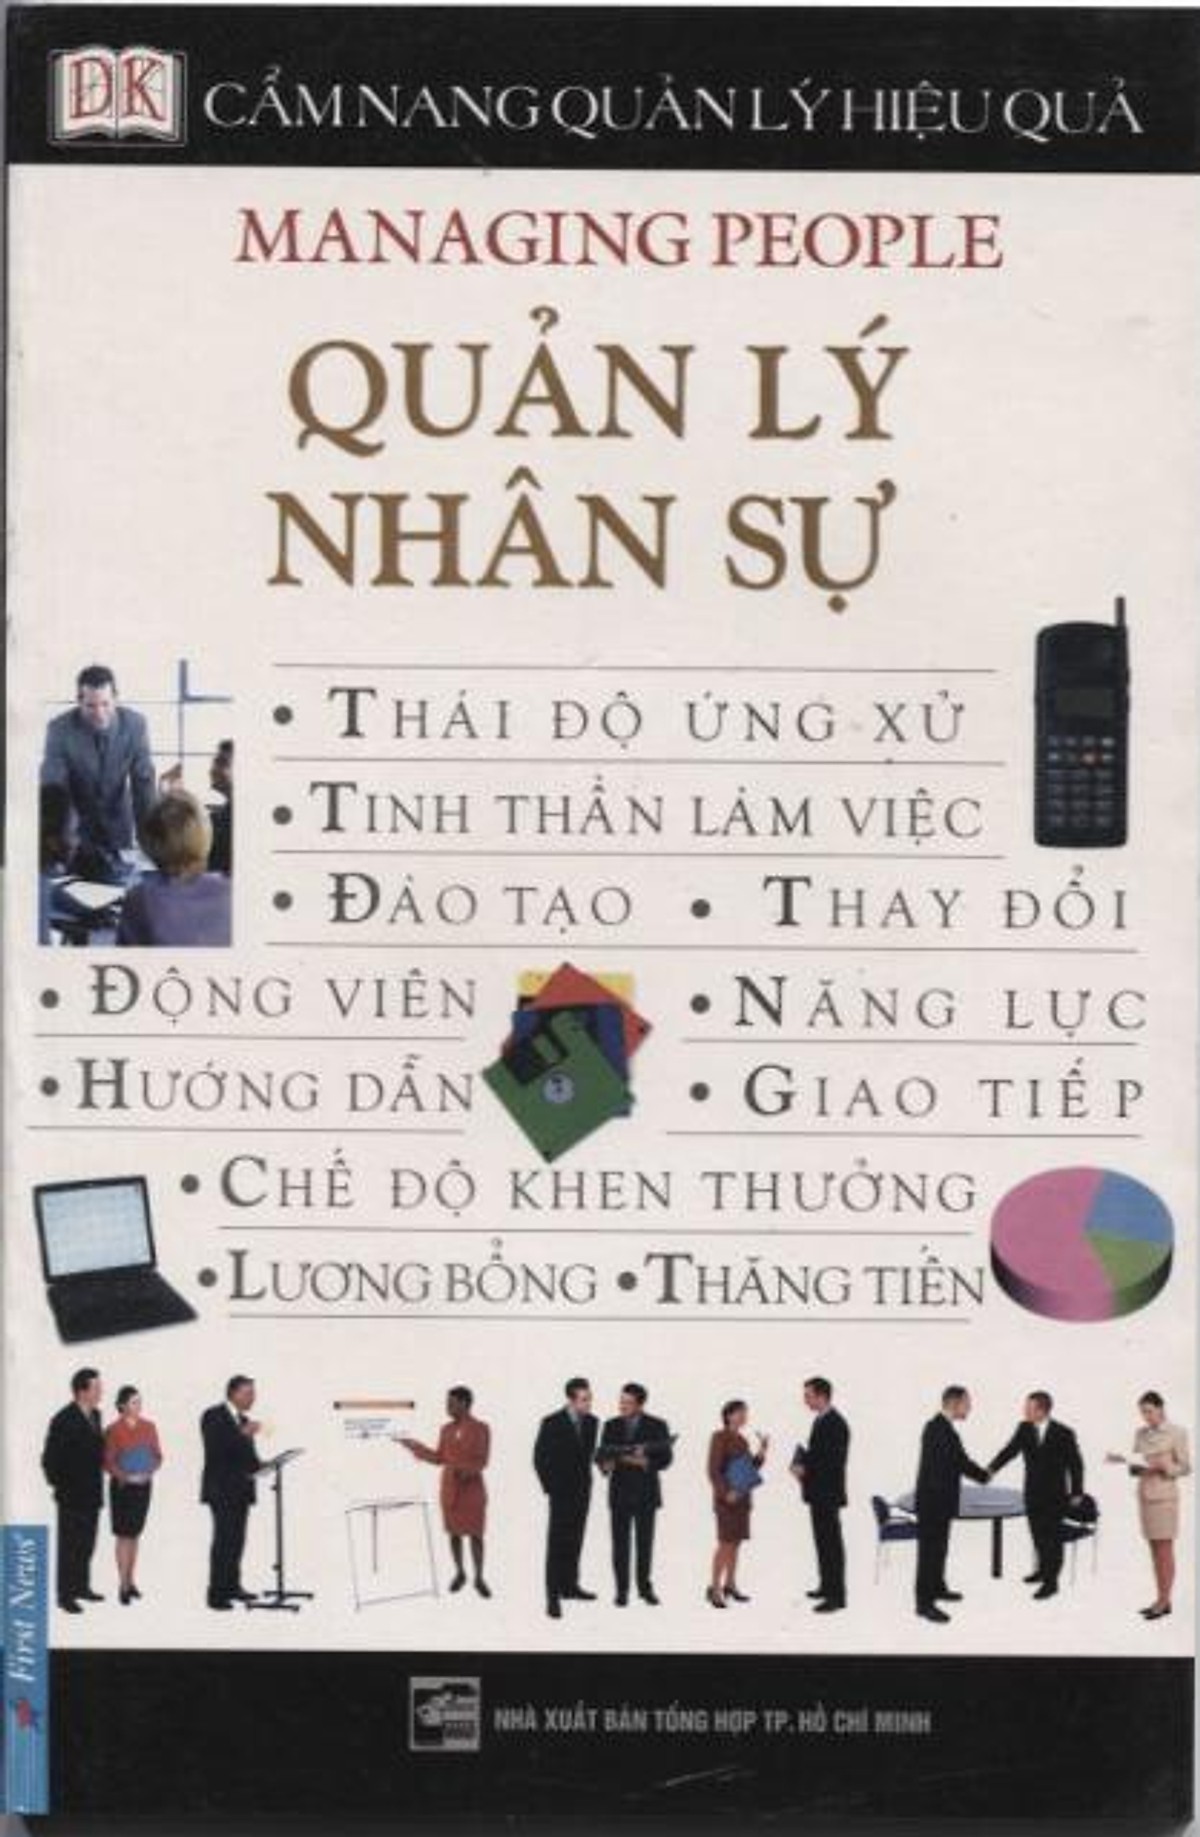 DK CẨM NANG QUẢN LÝ HIỆU QUẢ
MANAGING PEOPLE
QUẢN LÝ
NHÂN SỰ
• THÁI ĐỘ ỨNG XỬ
• TINH THẦN LÀM VIỆC
• ĐÀO TẠO • THAY ĐỔI
• ĐỘNG VIÊN • NĂNG LỰC
• HƯỚNG DẪN • GIAO TIẾP
• CHẾ ĐỘ KHEN THƯỞNG
• LƯƠNG BỔNG • THĂNG TIẾN
First News
NHÀ XUẤT BẢN TỔNG HỢP TP. HỒ CHÍ MINH